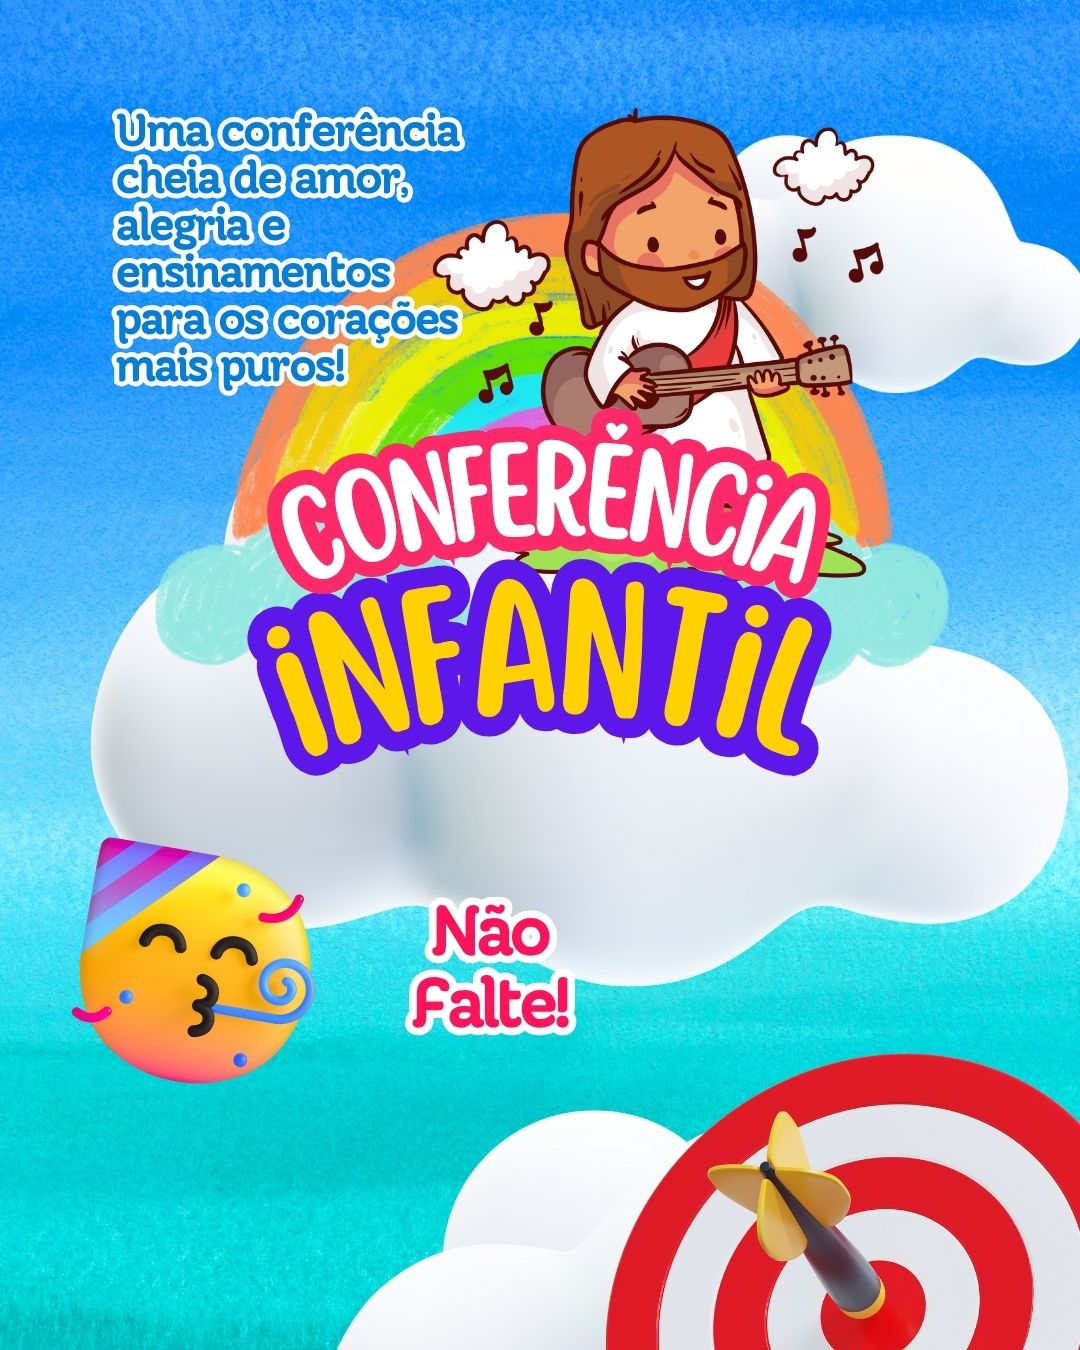 Uma conferência
cheia de amor,
alegria e
ensinamentos
para os corações
mais puros!
CONFERÊNCiA
iNFANTiL
Não
Falte!